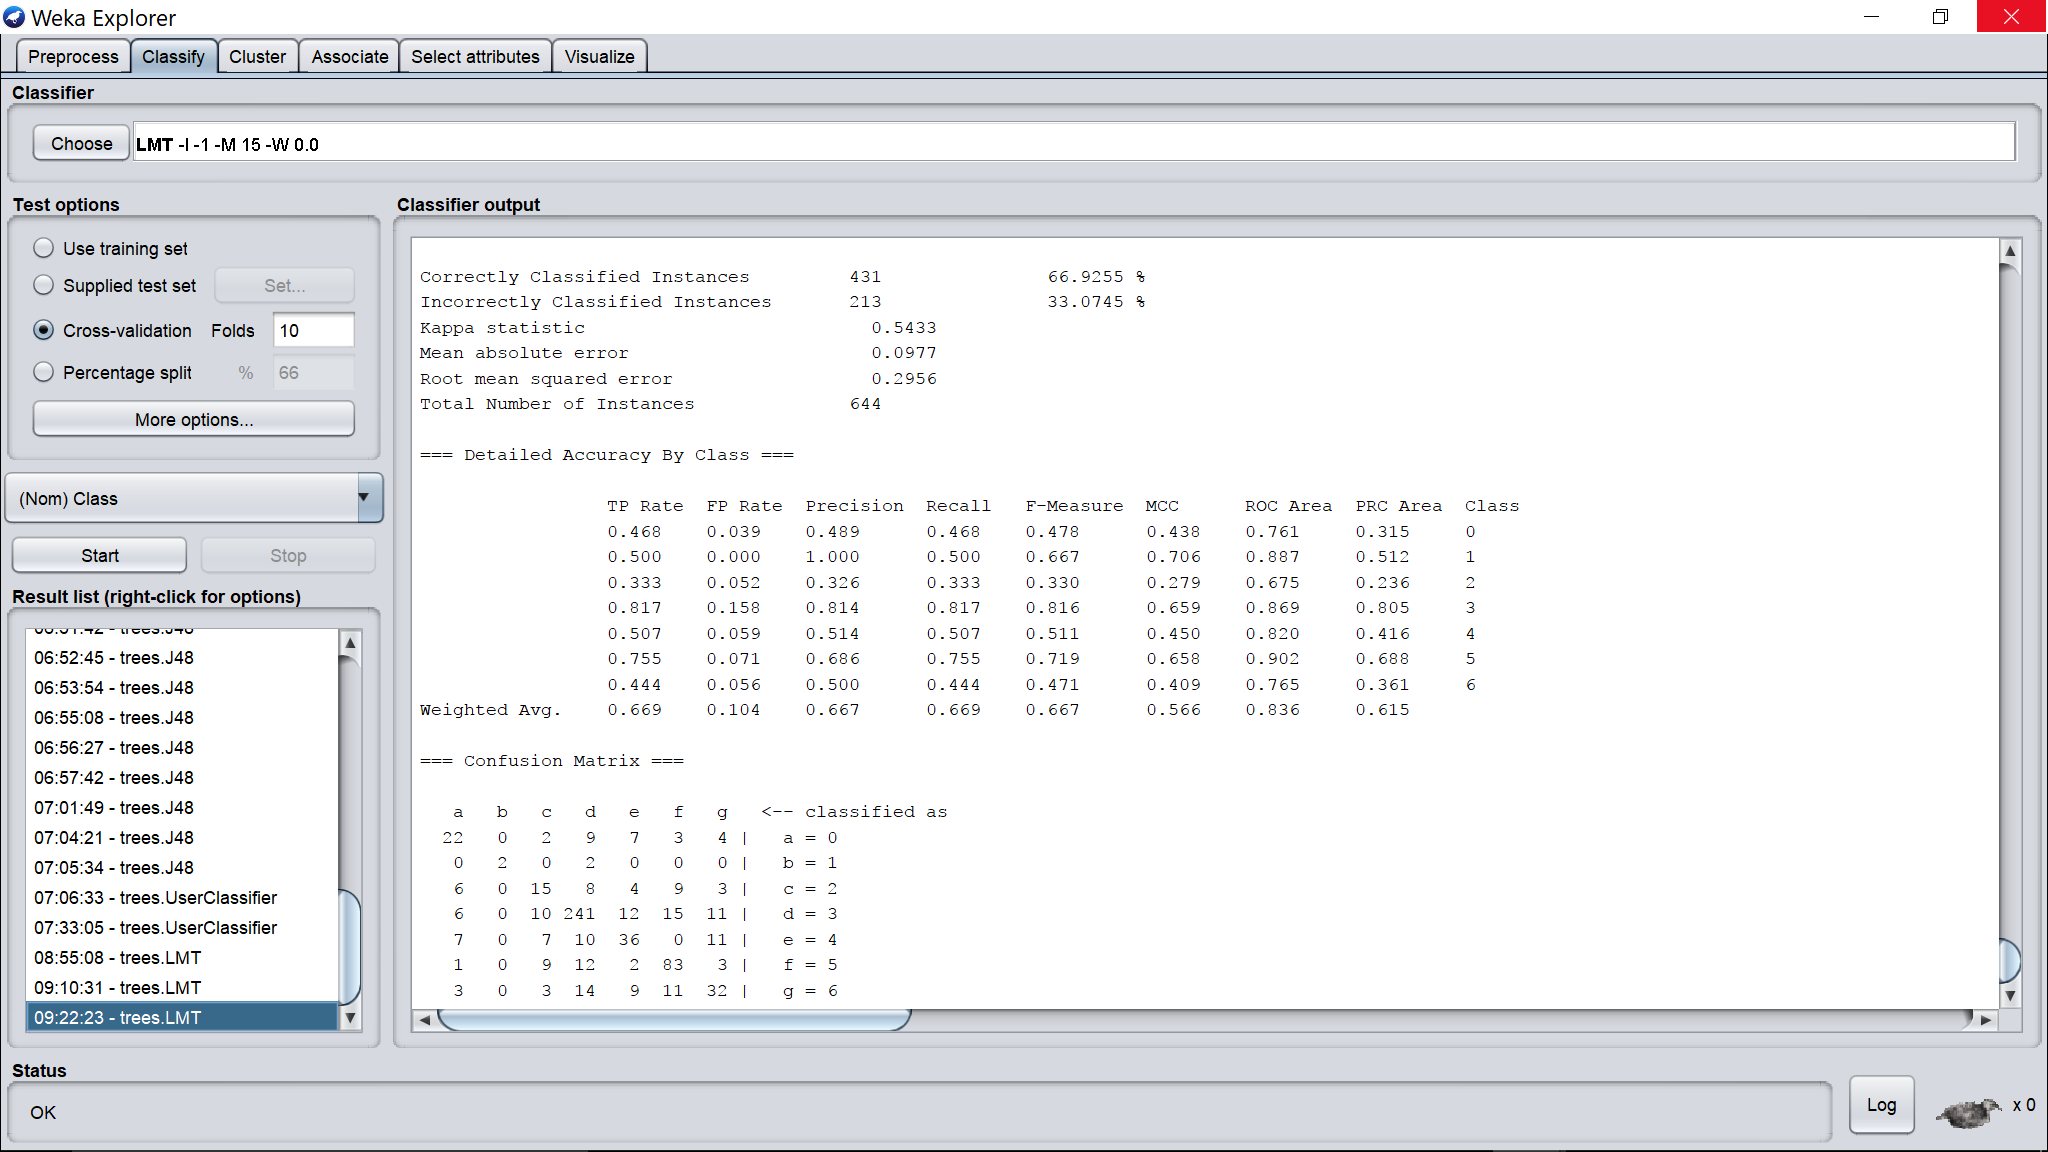 Weka Explorer
Preprocess Classify Cluster Associate Select attributes Visualize
Classifier
Choose LMT -I -1 -M 15 -W 0.0
Test options
Use training set
Supplied test set Set...
Cross-validation Folds 10
Percentage split % 66
More options...
(Nom) Class
Start Stop
Result list (right-click for options)
06:51:42 - trees.J48
06:52:45 - trees.J48
06:53:54 - trees.J48
06:55:08 - trees.J48
06:56:27 - trees.J48
06:57:42 - trees.J48
07:01:49 - trees.J48
07:04:21 - trees.J48
07:05:34 - trees.J48
07:06:33 - trees.UserClassifier
07:33:05 - trees.UserClassifier
08:55:08 - trees.LMT
09:10:31 - trees.LMT
09:22:23 - trees.LMT
Classifier output
Correctly Classified Instances 431 66.9255 %
Incorrectly Classified Instances 213 33.0745 %
Kappa statistic 0.5433
Mean absolute error 0.0977
Root mean squared error 0.2956
Total Number of Instances 644
=== Detailed Accuracy By Class ===
TP Rate FP Rate Precision Recall F-Measure MCC ROC Area PRC Area Class
0.468 0.039 0.489 0.468 0.478 0.438 0.761 0.315 0
0.500 0.000 1.000 0.500 0.667 0.706 0.887 0.512 1
0.333 0.052 0.326 0.333 0.330 0.279 0.675 0.236 2
0.817 0.158 0.814 0.817 0.816 0.659 0.869 0.805 3
0.507 0.059 0.514 0.507 0.511 0.450 0.820 0.416 4
0.755 0.071 0.686 0.755 0.719 0.658 0.902 0.688 5
0.444 0.056 0.500 0.444 0.471 0.409 0.765 0.361 6
Weighted Avg. 0.669 0.104 0.667 0.669 0.667 0.566 0.836 0.615
=== Confusion Matrix ===
a b c d e f g <-- classified as
22 0 2 9 7 3 4 | a = 0
0 2 0 2 0 0 0 | b = 1
6 0 15 8 4 9 3 | c = 2
6 0 10 241 12 15 11 | d = 3
7 0 7 10 36 0 11 | e = 4
1 0 9 12 2 83 3 | f = 5
3 0 3 14 9 11 32 | g = 6
Status
OK
Log x 0